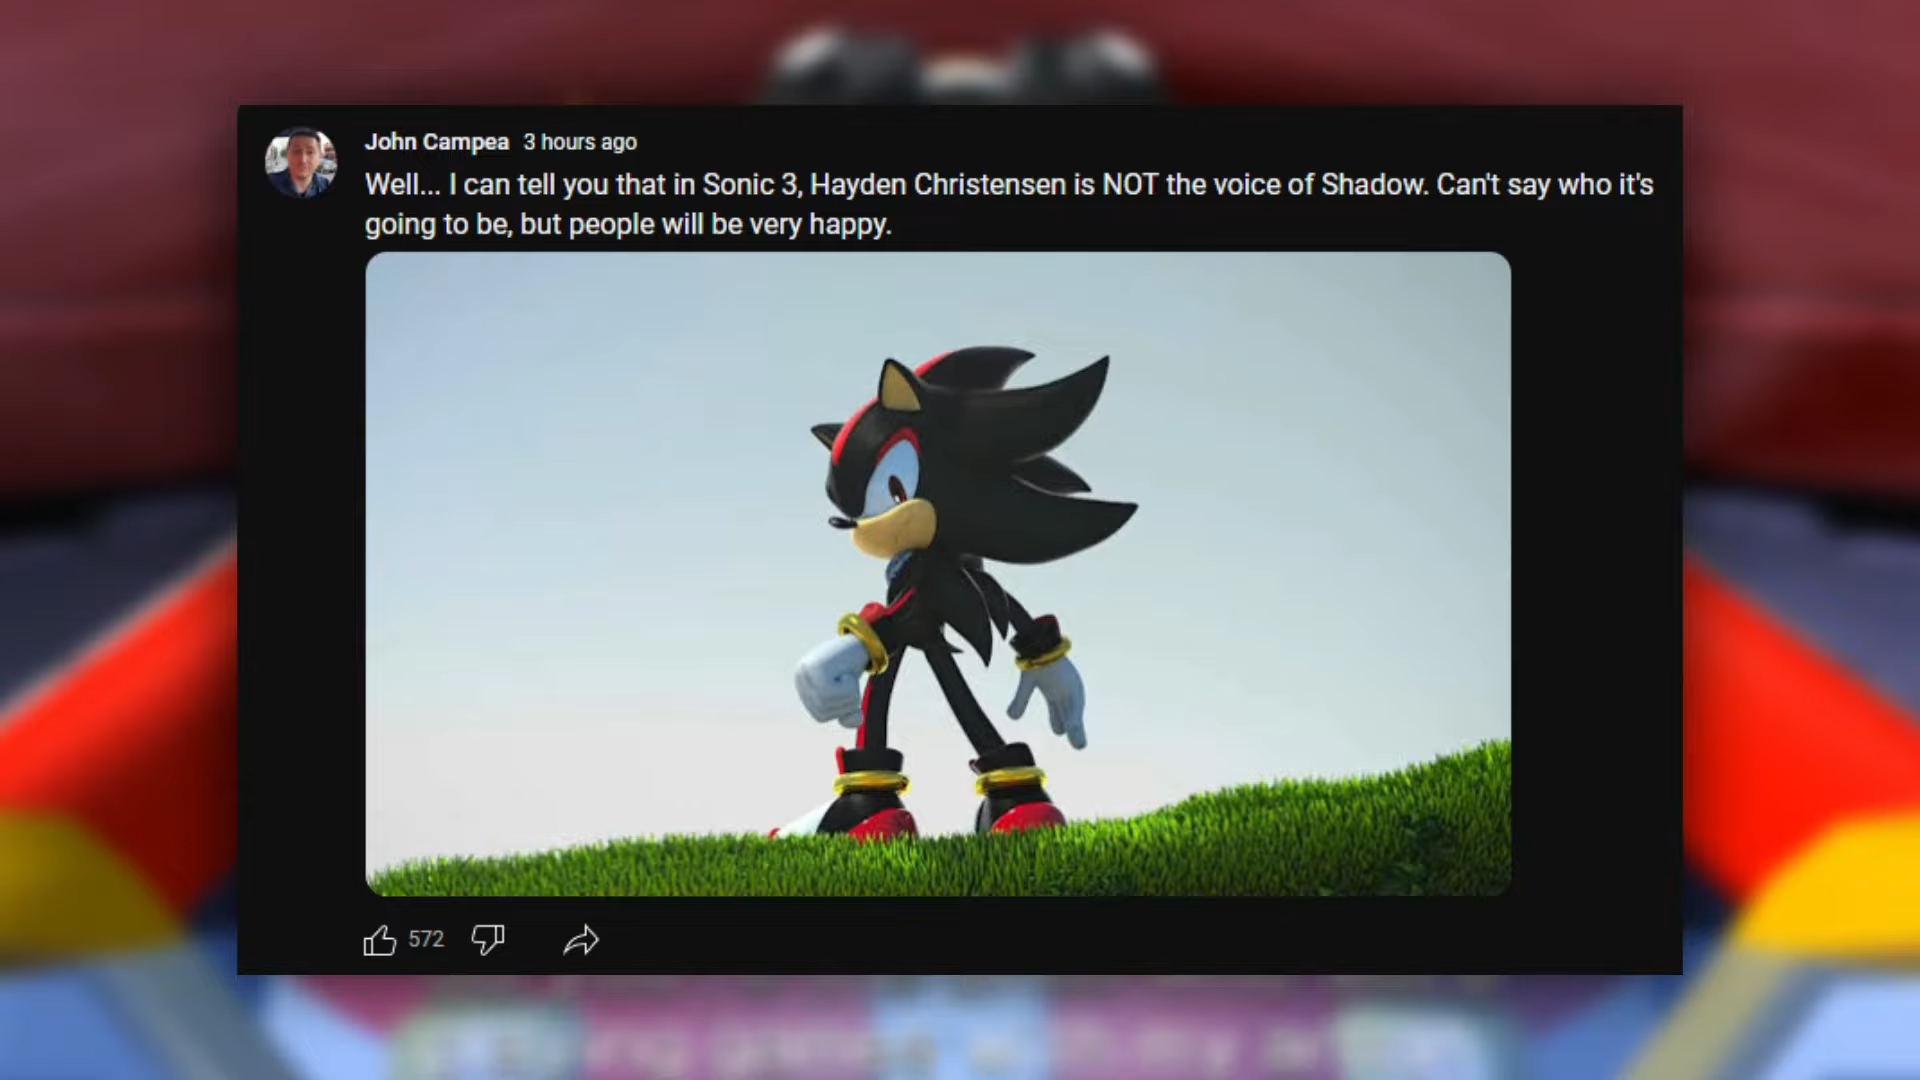 John Campea 3 hours ago
Well... I can tell you that in Sonic 3, Hayden Christensen is NOT the voice of Shadow. Can't say who it's
going to be, but people will be very happy.
572